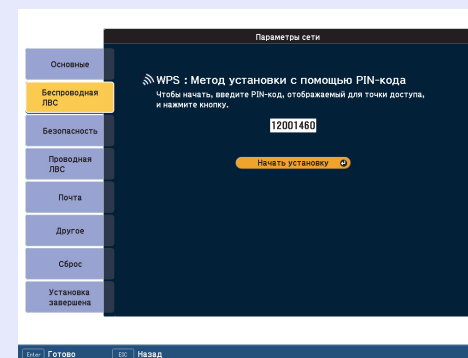 Параметры сети
Основные
Беспроводная
ЛВС
Безопасность
Проводная
ЛВС
Почта
Другое
Сброс
Установка
завершена
WPS : Метод установки с помощью PIN-кода
Чтобы начать, введите PIN-код, отображаемый для точки доступа,
и нажмите кнопку.
12001460
Начать установку
Enter Готово
ESC Назад